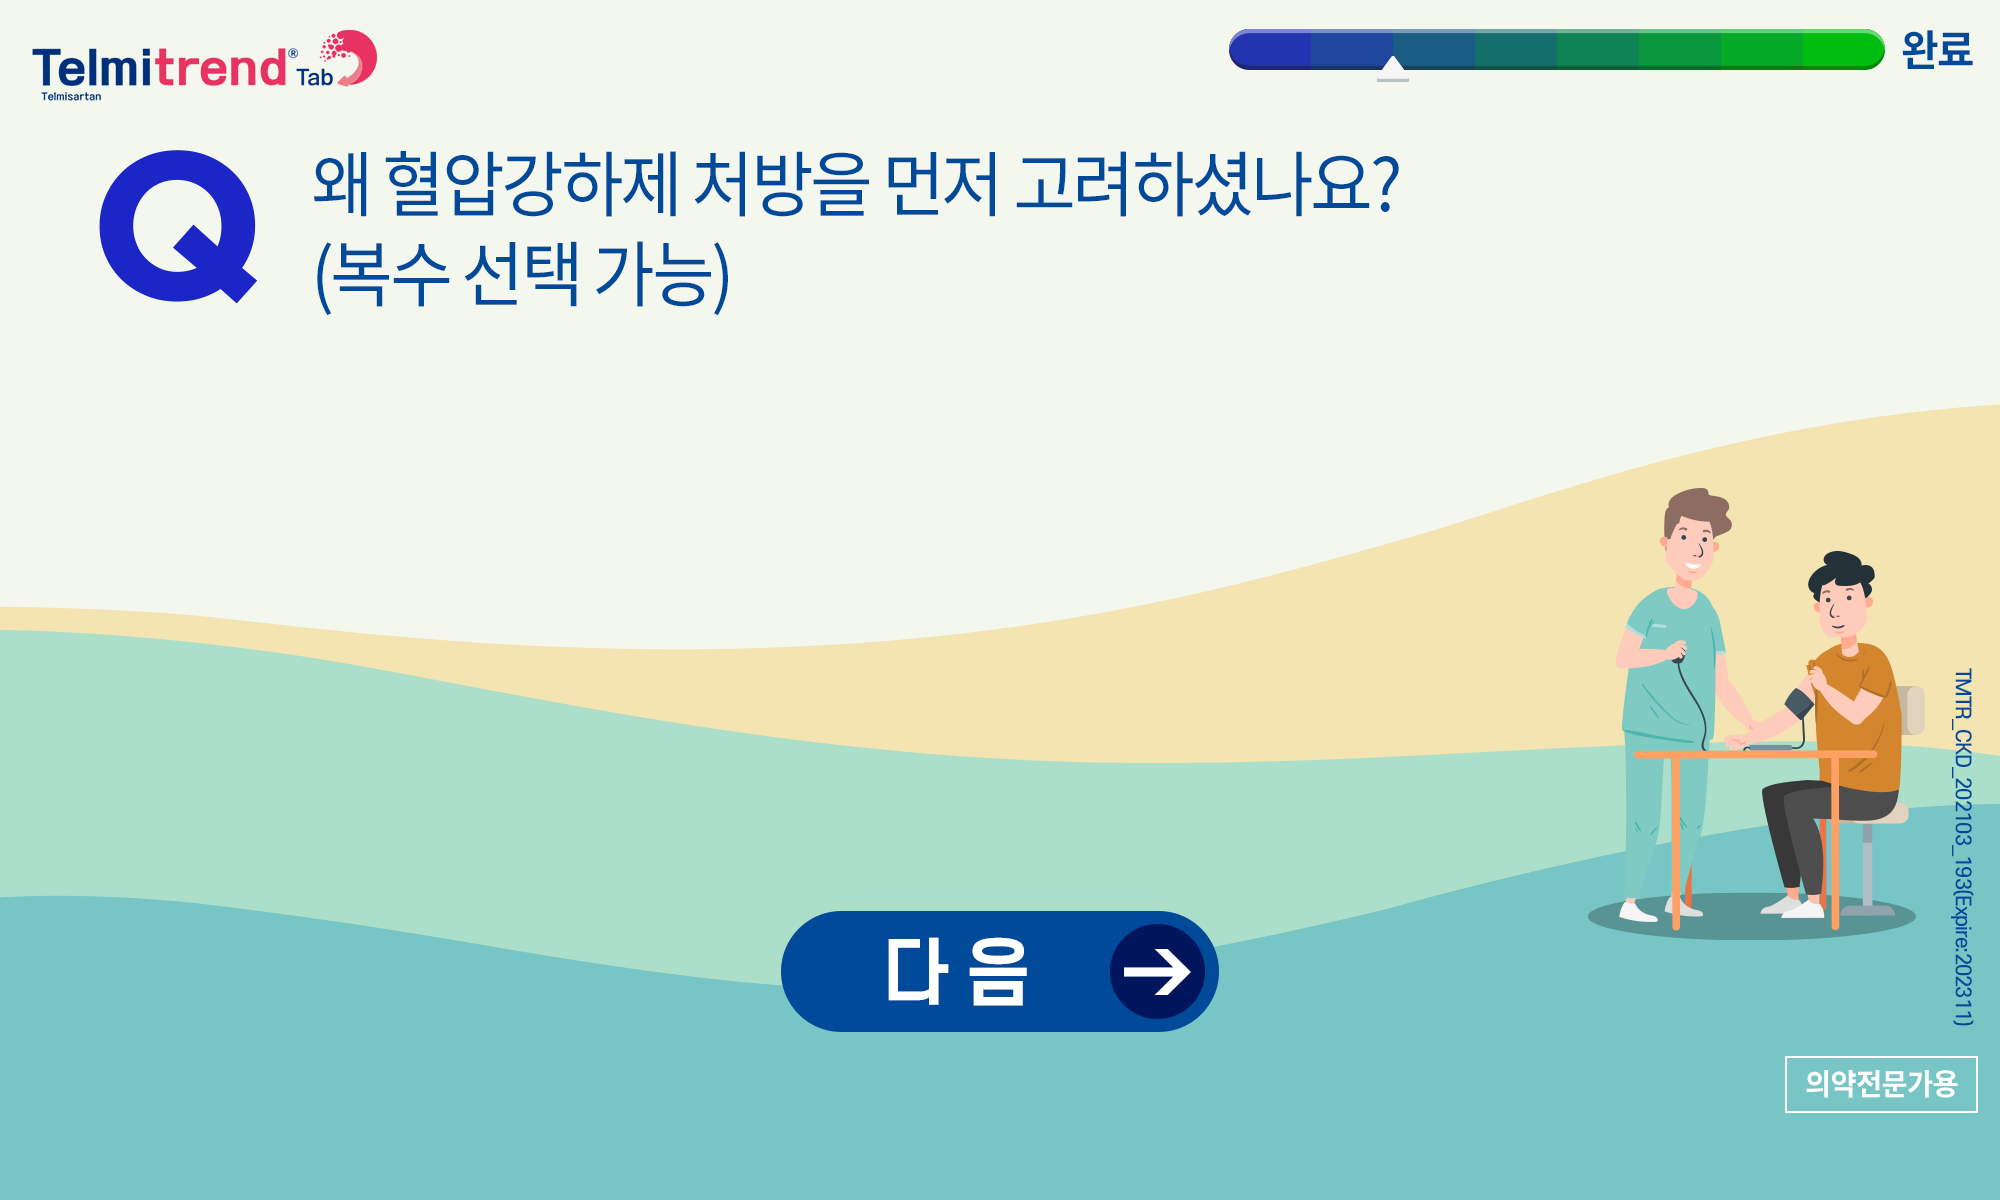 Telmitrend® Tab
Telmisartan
완료
Q
왜 혈압강하제 처방을 먼저 고려하셨나요?
(복수 선택 가능)
TMTR_CKD_202103_193(Expire:202311)
다음
의약전문가용